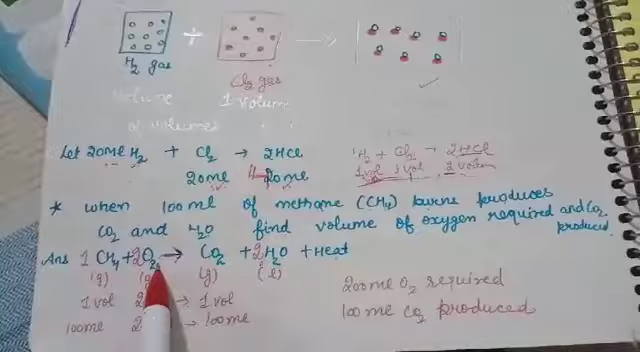 + →
H2 gas
Cl2 gas
Volume 1 volum
2 volumes
Let 20ml H2 + Cl2 → 2HCl
20ml 40ml
H2 + Cl2 → 2HCl
1 vol 1 vol 2 volum
* when 100 ml of methane (CH4) burns produces
CO2 and H2O find volume of oxygen required and CO2
produced.
Ans 1 CH4 + 2O2 → CO2 + 2H2O + Heat
(g) (g) (l)
1 vol 2 → 1 vol
100ml 2 → 100ml
200ml O2 required
100ml CO2 produced